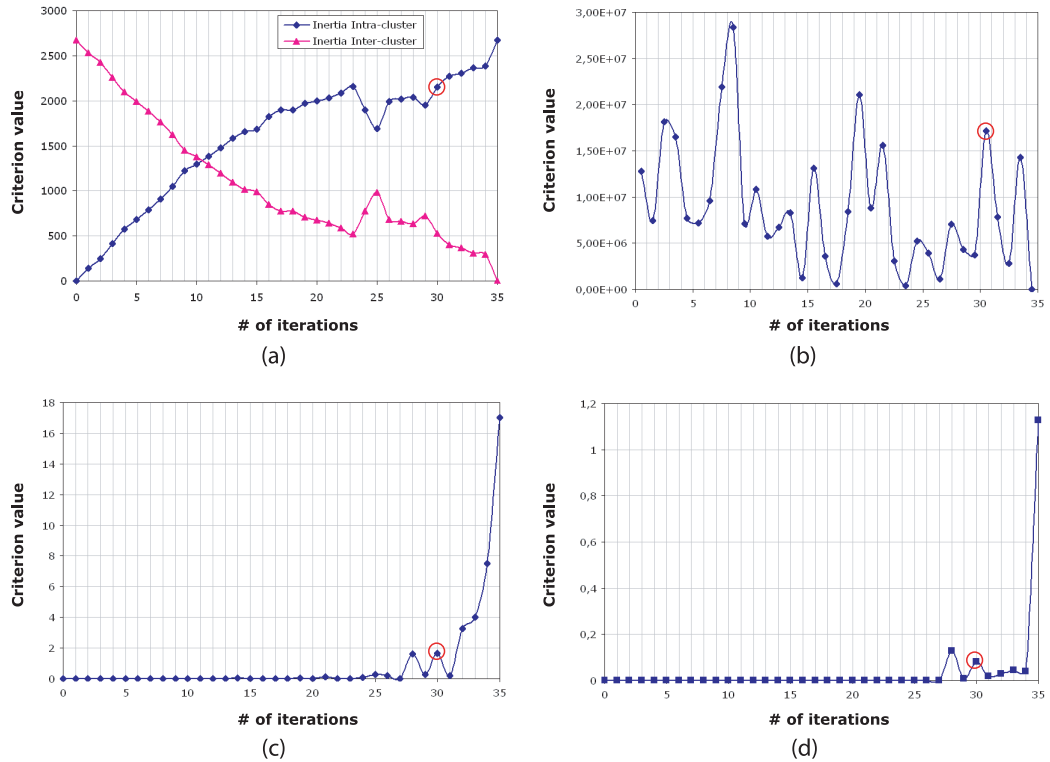 3000
2500
2000
1500
1000
500
0
Criterion value
Inertia Intra-cluster
Inertia Inter-cluster
0 5 10 15 20 25 30 35
# of iterations
(a)
3,00E+07
2,50E+07
2,00E+07
1,50E+07
1,00E+07
5,00E+06
0,00E+00
Criterion value
0 5 10 15 20 25 30 35
# of iterations
(b)
18
16
14
12
10
8
6
4
2
0
Criterion value
0 5 10 15 20 25 30 35
# of iterations
(c)
1,2
1
0,8
0,6
0,4
0,2
0
Criterion value
0 5 10 15 20 25 30 35
# of iterations
(d)